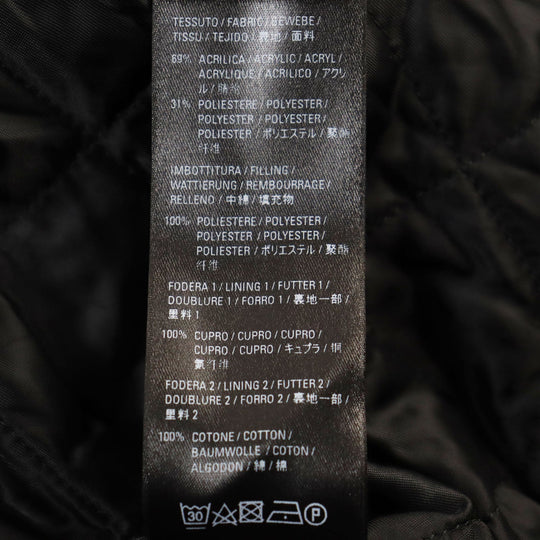 TESSUTO / FABRIC / GEWEBE /
TISSU / TEJIDO / 表地 / 面料
69% ACRILICA / ACRYLIC / ACRYL /
ACRYLIQUE / ACRILICO / アクリ
ル / 腈纶
31% POLIESTERE / POLYESTER /
POLYESTER / POLYESTER /
POLYESTER / ポリエステル / 聚酯
纤维
IMBOTTITURA / FILLING /
WATTIERUNG / REMBOURRAGE /
RELLENO / 中綿 / 填充物
100% POLIESTERE / POLYESTER /
POLYESTER / POLYESTER /
POLIESTER / ポリエステル / 聚酯
纤维
FODERA 1 / LINING 1 / FUTTER 1 /
DOUBLURE 1 / FORRO 1 / 裏地一部 /
里料 1
100% CUPRO / CUPRO / CUPRO /
CUPRO / CUPRO / キュプラ / 铜
氨纤维
FODERA 2 / LINING 2 / FUTTER 2 /
DOUBLURE 2 / FORRO 2 / 裏地一部 /
里料 2
100% COTONE / COTTON /
BAUMWOLLE / COTON /
ALGODON / 綿 / 棉
30 P